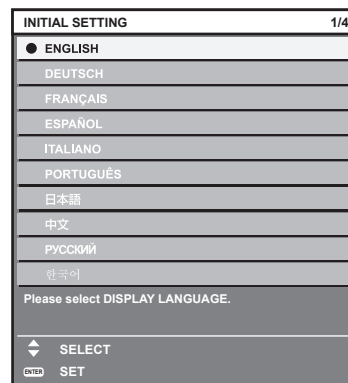 INITIAL SETTING 1/4
ENGLISH
DEUTSCH
FRANÇAIS
ESPAÑOL
ITALIANO
PORTUGUÊS
日本語
中文
РУССКИЙ
한국어
Please select DISPLAY LANGUAGE.
SELECT
ENTER SET